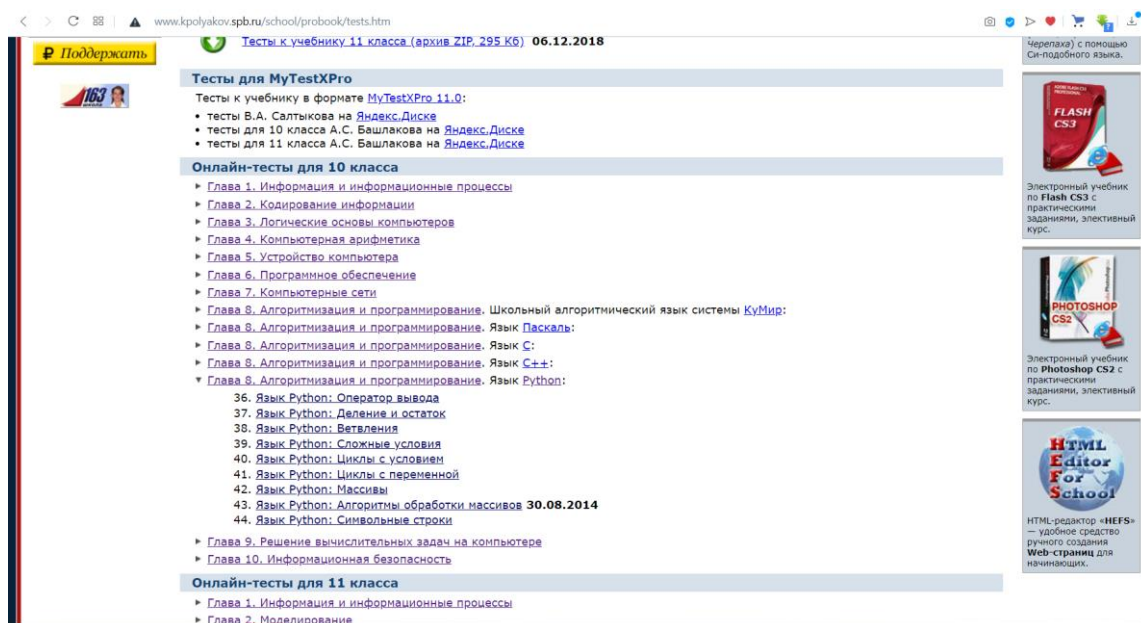 www.kpolyakov.spb.ru/school/probook/tests.htm
₽ Поддержать
163
Тесты к учебнику 11 класса (архив ZIP, 295 Кб) 06.12.2018
Тесты для MyTestXPro
Тесты к учебнику в формате MyTestXPro 11.0:
• тесты В.А. Салтыкова на Яндекс.Диске
• тесты для 10 класса А.С. Башлакова на Яндекс.Диске
• тесты для 11 класса А.С. Башлакова на Яндекс.Диске
Онлайн-тесты для 10 класса
Глава 1. Информация и информационные процессы
Глава 2. Кодирование информации
Глава 3. Логические основы компьютеров
Глава 4. Компьютерная арифметика
Глава 5. Устройство компьютера
Глава 6. Программное обеспечение
Глава 7. Компьютерные сети
Глава 8. Алгоритмизация и программирование. Школьный алгоритмический язык системы КуМир:
Глава 8. Алгоритмизация и программирование. Язык Паскаль:
Глава 8. Алгоритмизация и программирование. Язык C:
Глава 8. Алгоритмизация и программирование. Язык C++:
Глава 8. Алгоритмизация и программирование. Язык Python:
36. Язык Python: Оператор вывода
37. Язык Python: Деление и остаток
38. Язык Python: Ветвления
39. Язык Python: Сложные условия
40. Язык Python: Циклы с условием
41. Язык Python: Циклы с переменной
42. Язык Python: Массивы
43. Язык Python: Алгоритмы обработки массивов 30.08.2014
44. Язык Python: Символьные строки
Глава 9. Решение вычислительных задач на компьютере
Глава 10. Информационная безопасность
Онлайн-тесты для 11 класса
Глава 1. Информация и информационные процессы
Глава 2. Моделирование
Черепаха) с помощью
Си-подобного языка.
FLASH
CS3
Электронный учебник
по Flash CS3 с
практическими
заданиями, элективный
курс.
PHOTOSHOP
CS2
Электронный учебник
по Photoshop CS2 с
практическими
заданиями, элективный
курс.
HTML
Editor
For
School
HTML-редактор «HEFS»
— удобное средство
ручного создания
Web-страниц для
начинающих.